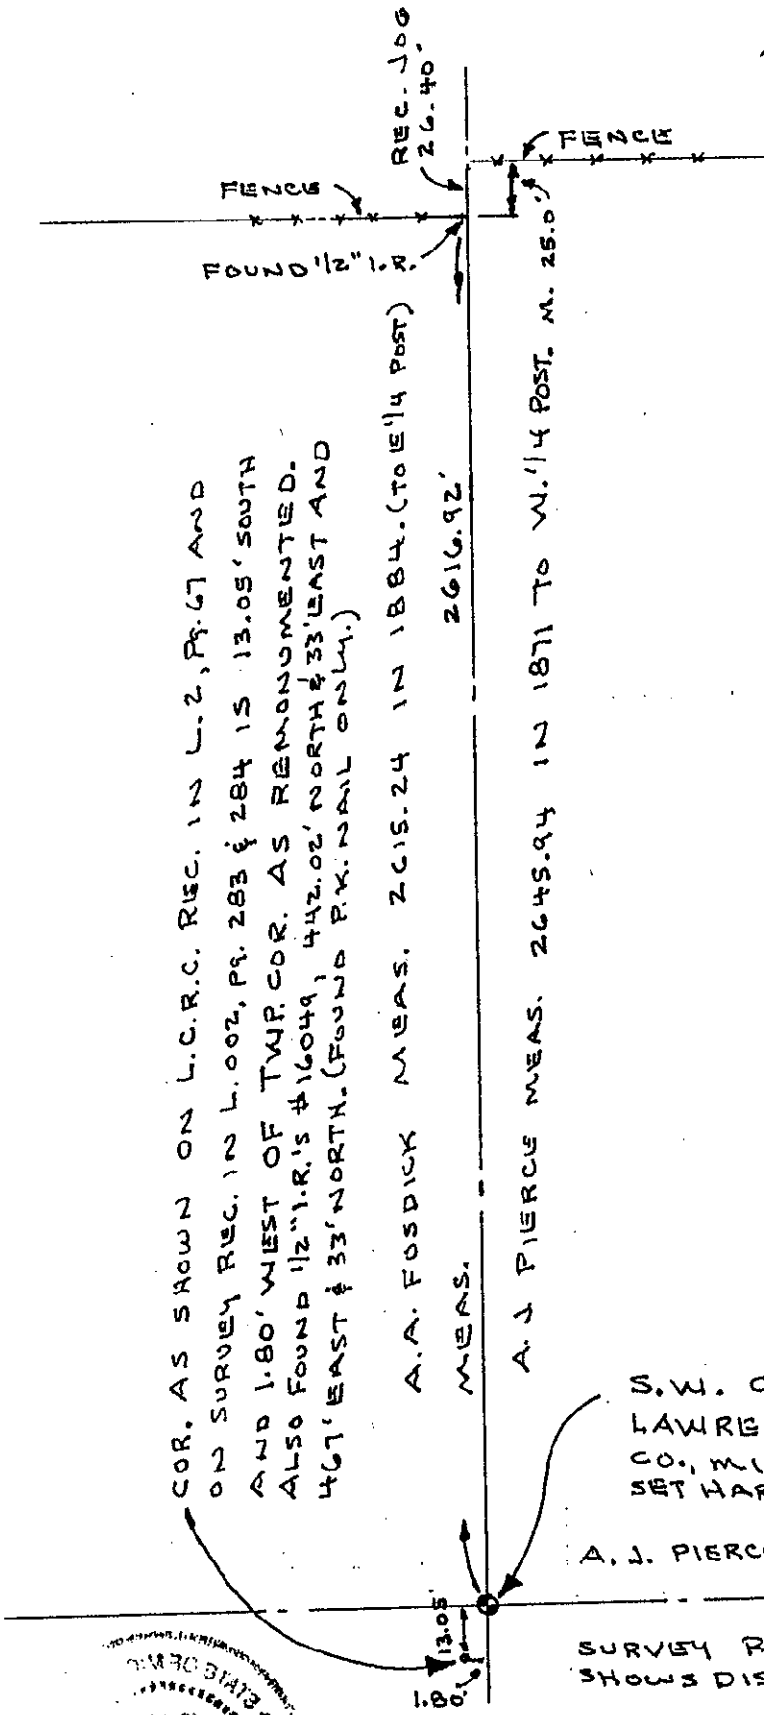 REC. JOG
26.40'
FENCE
FENCE
FOUND 1/2" I.R.
M. 25.0'±
COR. AS SHOWN ON L.C.R.C. REC. IN L. 2, PG. 67 AND
ON SURVEY REC. IN L. 002, PG. 283 & 284 IS 13.05' SOUTH
AND 1.80' WEST OF TWP. COR. AS REMONUMENTED.
ALSO FOUND 1/2" I.R.'S #16049, 442.02' NORTH & 33' EAST AND
467' EAST & 33' NORTH. (FOUND P.K. NAIL ONLY.)
A.A. FOSDICK MEAS. 2615.24 IN 1884. (TO E 1/4 POST)
MEAS. 2616.92'
A.J. PIERCE MEAS. 2645.94 IN 1871 TO W. 1/4 POST.
S.W. C
LAWRE
CO., MI
SET HAR
A. J. PIERC
13.05'
1.80'
SURVEY R
SHOWS DIS